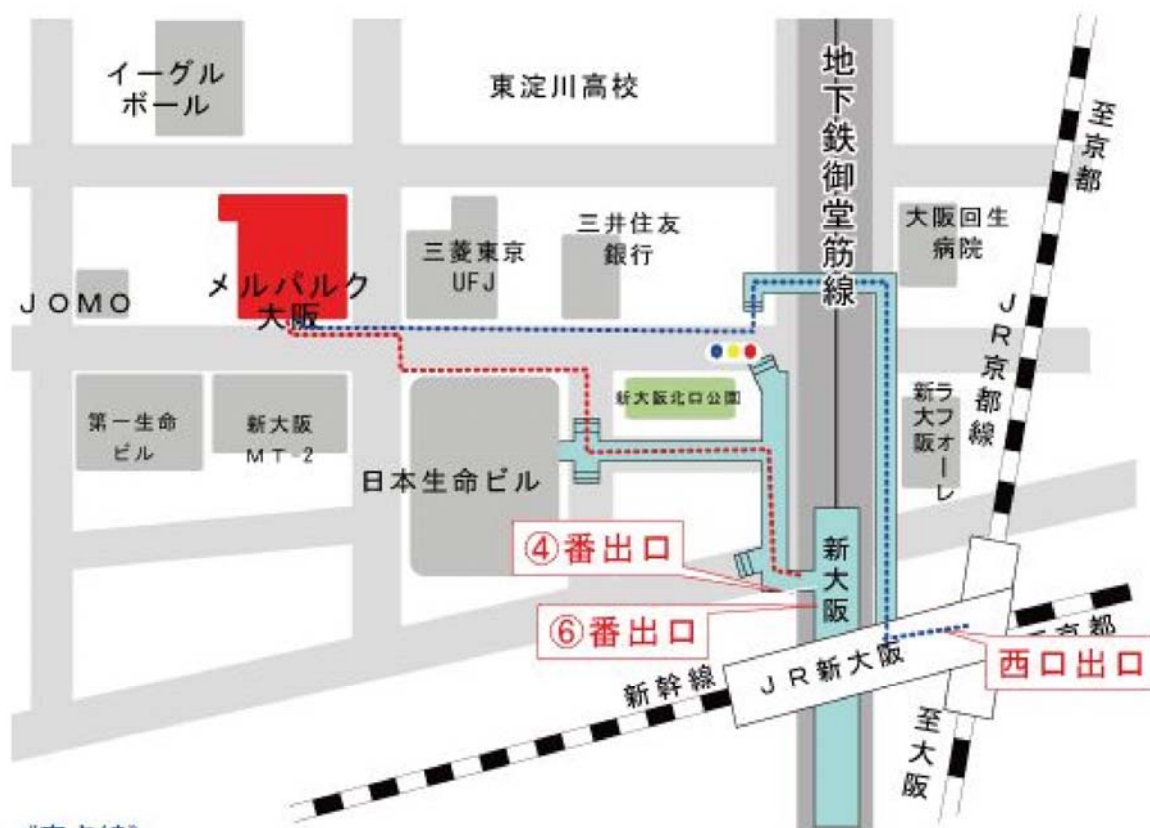 イーグル
ボール
東淀川高校
地下鉄御堂筋線
至京都
三井住友
銀行
大阪回生
病院
三菱東京
UFJ
メルパルク
大阪
JOMO
JR京都線
第一生命
ビル
新大阪
MT-2
日本生命ビル
新大阪北口公園
ラフォーレ
新大阪
④番出口
新大阪
⑥番出口
JR新大阪
西口出口
新幹線
至大阪